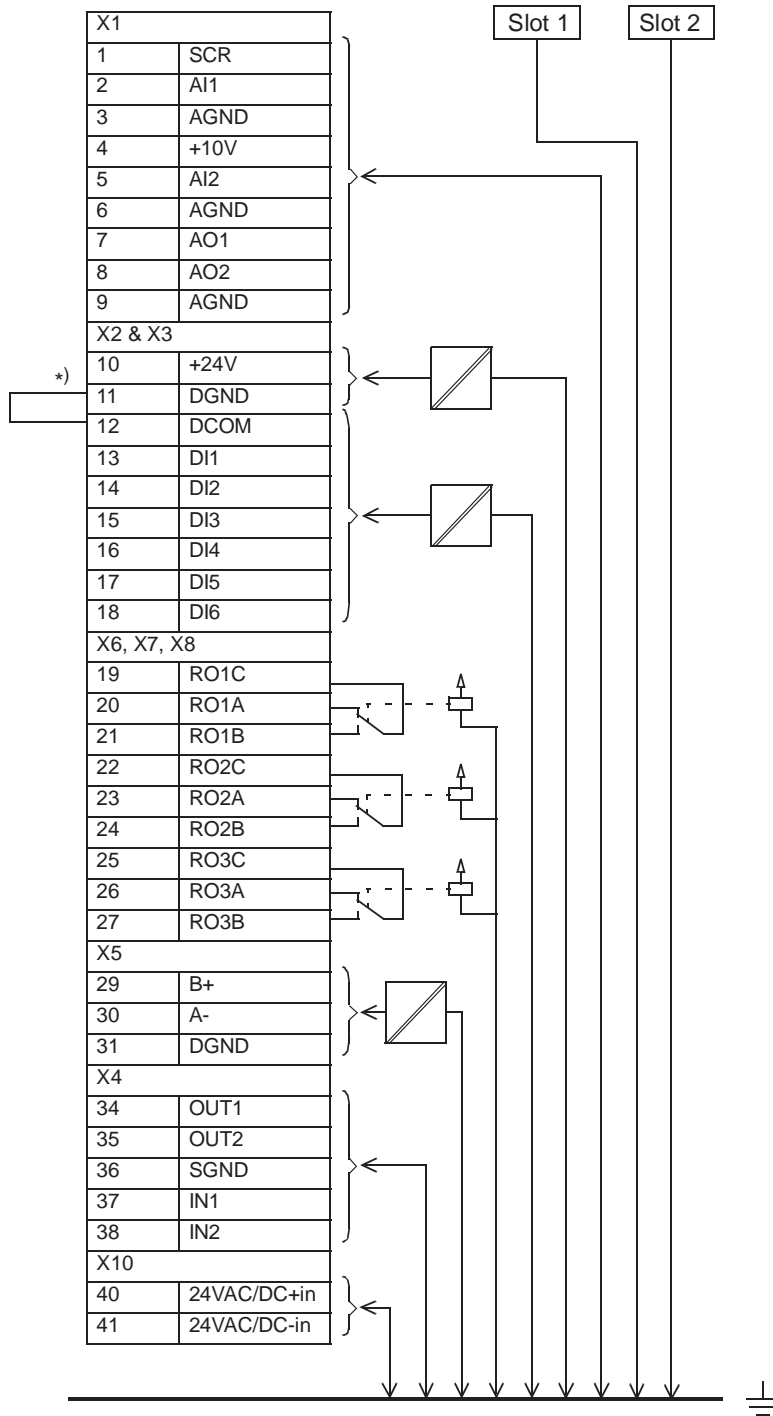 Slot 1 Slot 2
X1
1 SCR
2 AI1
3 AGND
4 +10V
5 AI2
6 AGND
7 AO1
8 AO2
9 AGND
X2 & X3
10 +24V
*)
11 DGND
12 DCOM
13 DI1
14 DI2
15 DI3
16 DI4
17 DI5
18 DI6
X6, X7, X8
19 RO1C
20 RO1A
21 RO1B
22 RO2C
23 RO2A
24 RO2B
25 RO3C
26 RO3A
27 RO3B
X5
29 B+
30 A-
31 DGND
X4
34 OUT1
35 OUT2
36 SGND
37 IN1
38 IN2
X10
40 24VAC/DC+in
41 24VAC/DC-in